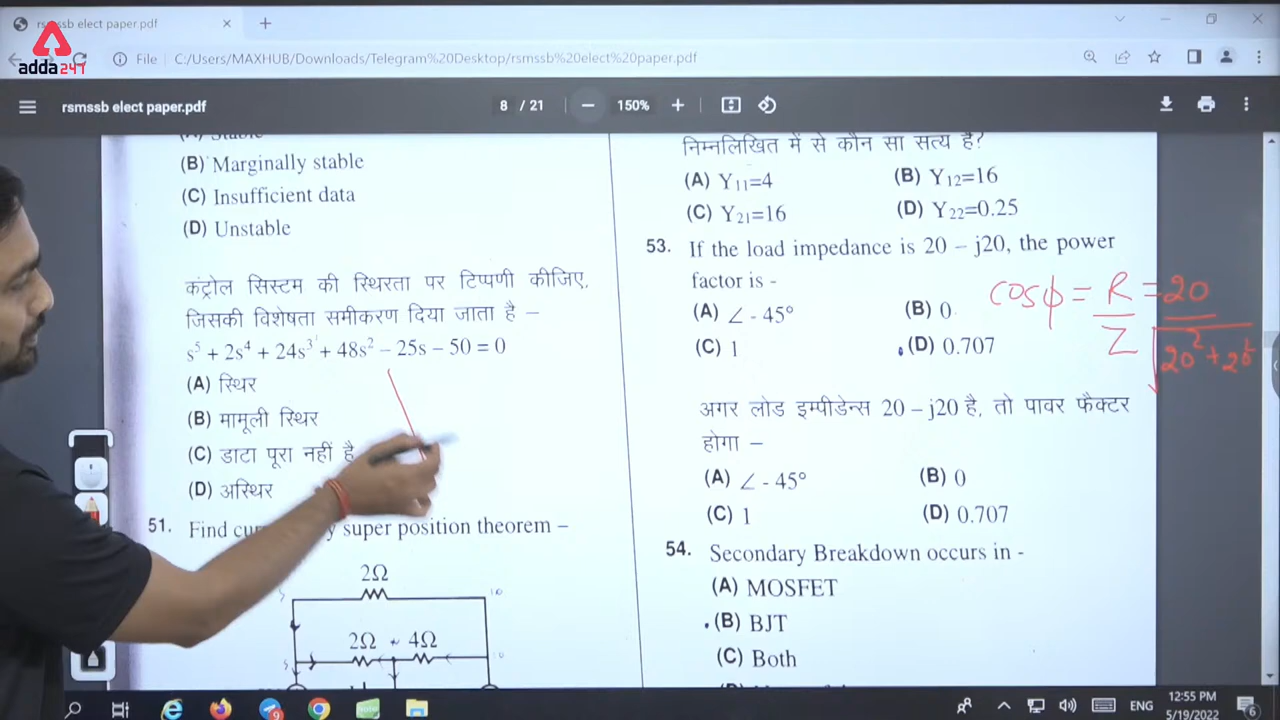 rsmssb elect paper.pdf
adda247
File C:/Users/MAXHUB/Downloads/Telegram%20Desktop/rsmssb%20elect%20paper.pdf
rsmssb elect paper.pdf
8 / 21
150%
(A) Stable
(B) Marginally stable
(C) Insufficient data
(D) Unstable
कंट्रोल सिस्टम की स्थिरता पर टिप्पणी कीजिए,
जिसकी विशेषता समीकरण दिया जाता है –
s⁵ + 2s⁴ + 24s³ + 48s² – 25s – 50 = 0
(A) स्थिर
(B) मामूली स्थिर
(C) डाटा पूरा नहीं है
(D) अस्थिर
51. Find super position theorem –
2Ω
2Ω 4Ω
निम्नलिखित में से कौन सा सत्य है?
(A) Y₁₁=4
(B) Y₁₂=16
(C) Y₂₁=16
(D) Y₂₂=0.25
53. If the load impedance is 20 – j20, the power
factor is -
(A) ∠ - 45°
(B) 0
(C) 1
(D) 0.707
cosϕ = R/Z = 20/√20²+20²
अगर लोड इम्पीडेन्स 20 – j20 है, तो पावर फैक्टर
होगा –
(A) ∠ - 45°
(B) 0
(C) 1
(D) 0.707
54. Secondary Breakdown occurs in -
(A) MOSFET
(B) BJT
(C) Both
ENG
12:55 PM
5/19/2022